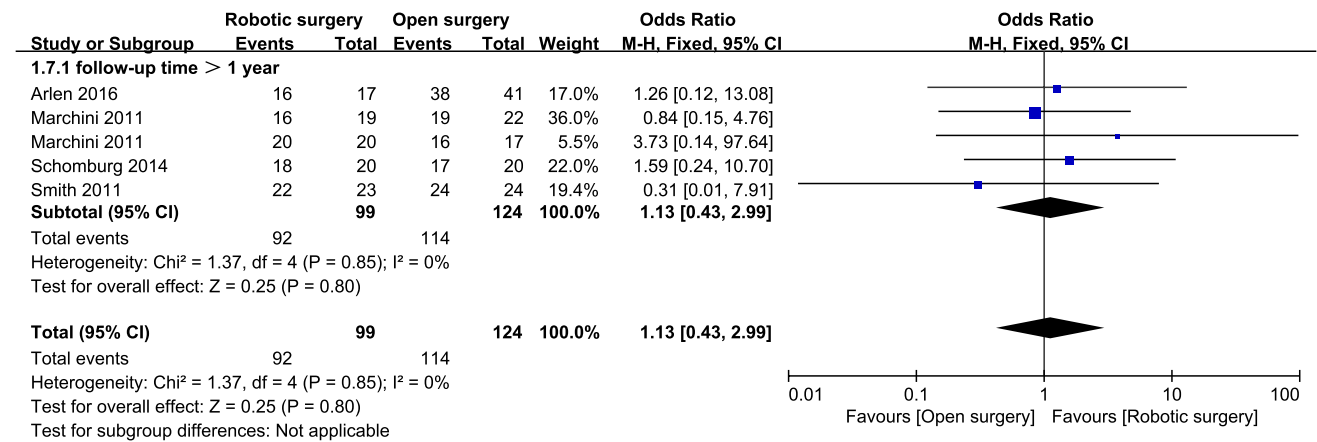 Robotic surgery Open surgery Odds Ratio Odds Ratio
Study or Subgroup Events Total Events Total Weight M-H, Fixed, 95% CI M-H, Fixed, 95% CI
1.7.1 follow-up time > 1 year
Arlen 2016 16 17 38 41 17.0% 1.26 [0.12, 13.08]
Marchini 2011 16 19 19 22 36.0% 0.84 [0.15, 4.76]
Marchini 2011 20 20 16 17 5.5% 3.73 [0.14, 97.64]
Schomburg 2014 18 20 17 20 22.0% 1.59 [0.24, 10.70]
Smith 2011 22 23 24 24 19.4% 0.31 [0.01, 7.91]
Subtotal (95% CI) 99 124 100.0% 1.13 [0.43, 2.99]
Total events 92 114
Heterogeneity: Chi² = 1.37, df = 4 (P = 0.85); I² = 0%
Test for overall effect: Z = 0.25 (P = 0.80)
Total (95% CI) 99 124 100.0% 1.13 [0.43, 2.99]
Total events 92 114
Heterogeneity: Chi² = 1.37, df = 4 (P = 0.85); I² = 0%
Test for overall effect: Z = 0.25 (P = 0.80)
Test for subgroup differences: Not applicable
0.01 0.1 1 10 100
Favours [Open surgery] Favours [Robotic surgery]